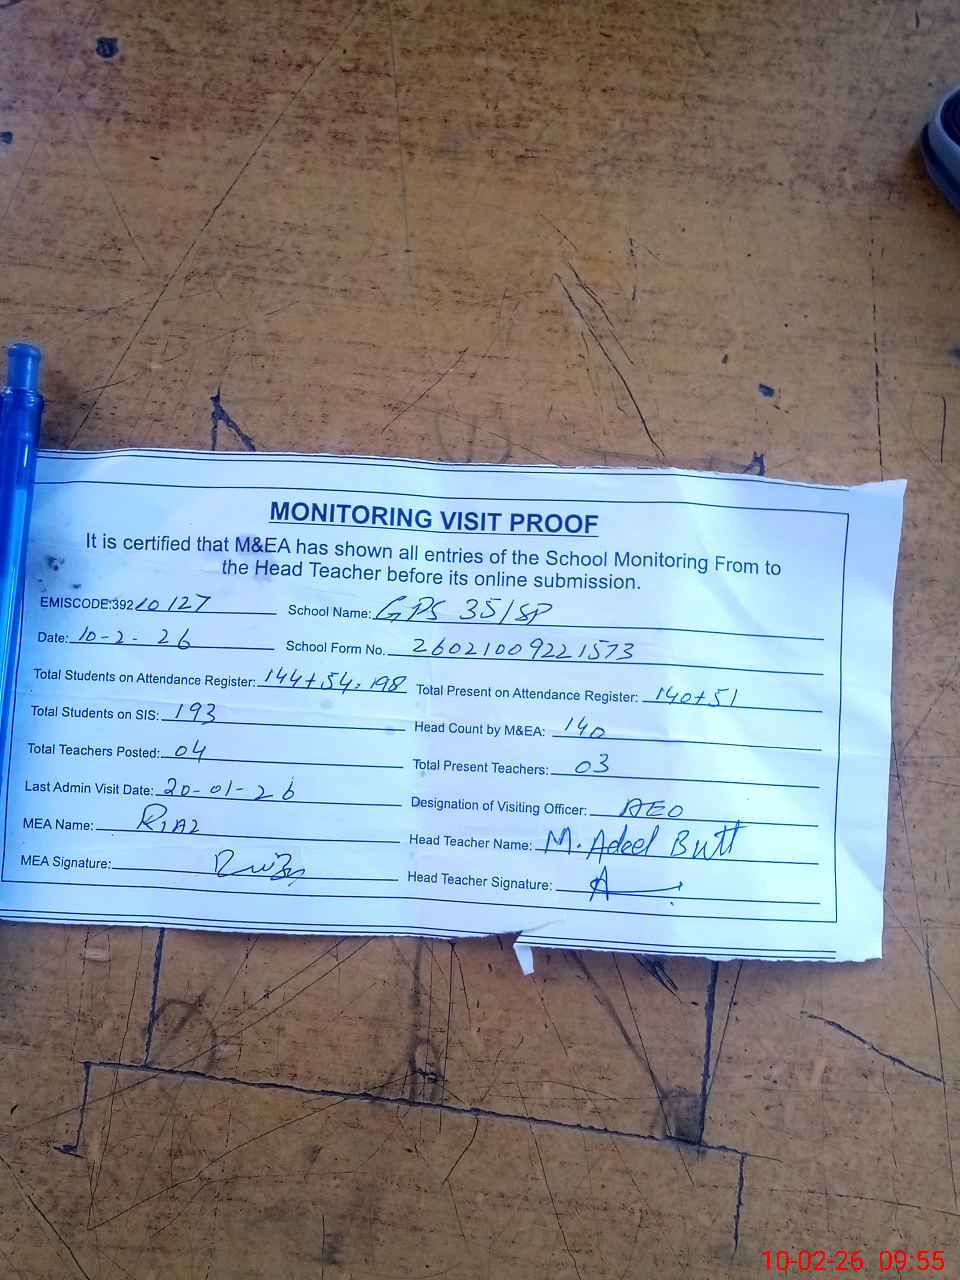 MONITORING VISIT PROOF
It is certified that M&EA has shown all entries of the School Monitoring From to
the Head Teacher before its online submission.
EMISCODE:39210127 School Name: GPS 35/SP
Date: 10-2-26 School Form No. 26021009221573
Total Students on Attendance Register: 144+54=198 Total Present on Attendance Register: 140+51
Total Students on SIS: 193 Head Count by M&EA: 140
Total Teachers Posted: 04 Total Present Teachers: 03
Last Admin Visit Date: 20-01-26 Designation of Visiting Officer: AEO
MEA Name: RIAZ Head Teacher Name: M. Adeel Butt
MEA Signature: Head Teacher Signature:
10-02-26 09:55